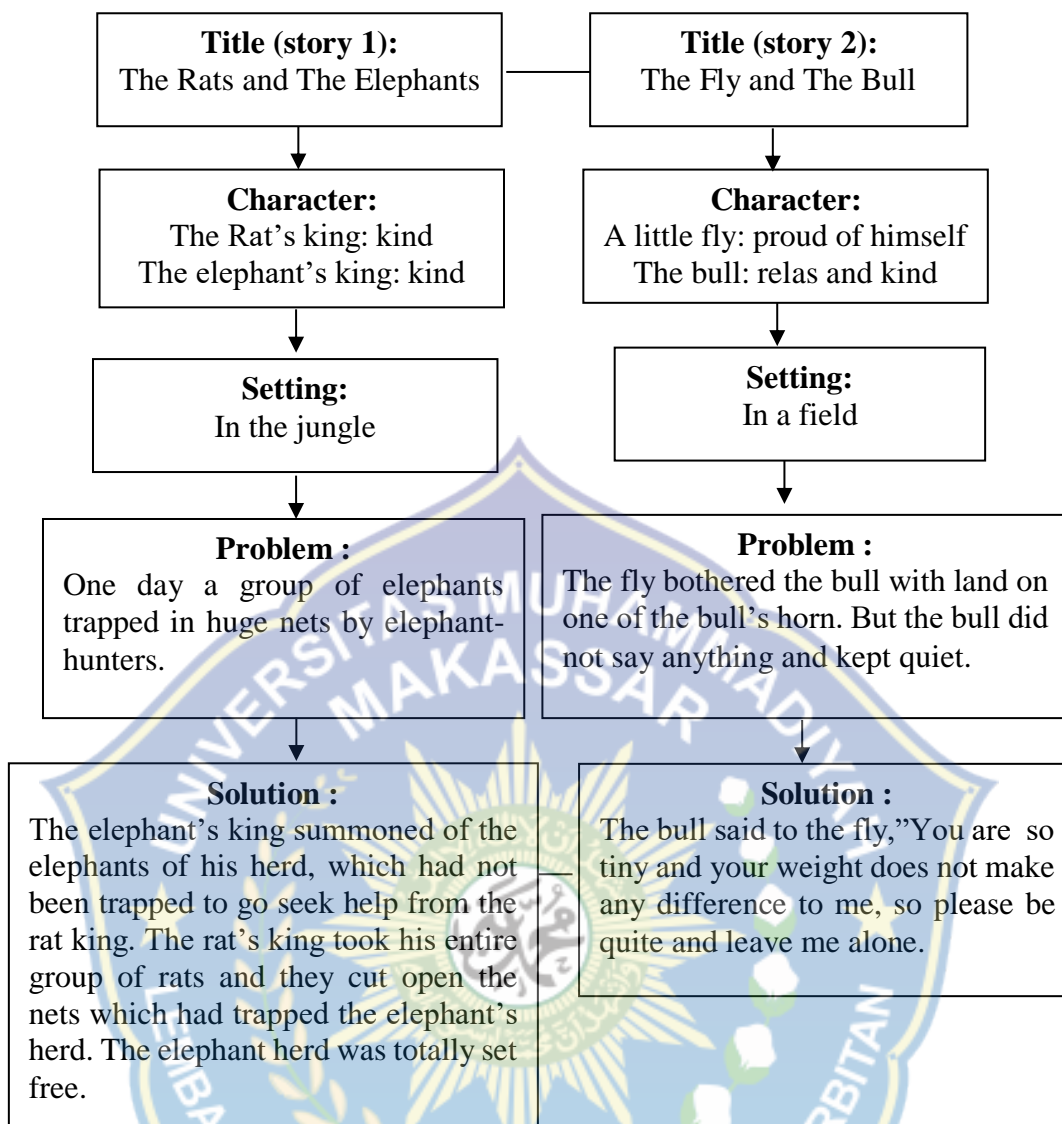 Title (story 1):
The Rats and The Elephants
Title (story 2):
The Fly and The Bull
Character:
The Rat’s king: kind
The elephant’s king: kind
Character:
A little fly: proud of himself
The bull: relas and kind
Setting:
In the jungle
Setting:
In a field
Problem :
One day a group of elephants
trapped in huge nets by elephant-
hunters.
Problem :
The fly bothered the bull with land on
one of the bull’s horn. But the bull did
not say anything and kept quiet.
Solution :
The elephant’s king summoned of the
elephants of his herd, which had not
been trapped to go seek help from the
rat king. The rat’s king took his entire
group of rats and they cut open the
nets which had trapped the elephant’s
herd. The elephant herd was totally set
free.
Solution :
The bull said to the fly,”You are so
tiny and your weight does not make
any difference to me, so please be
quite and leave me alone.
UNIVERSITAS MUHAMMADIYAH
MAKASSAR